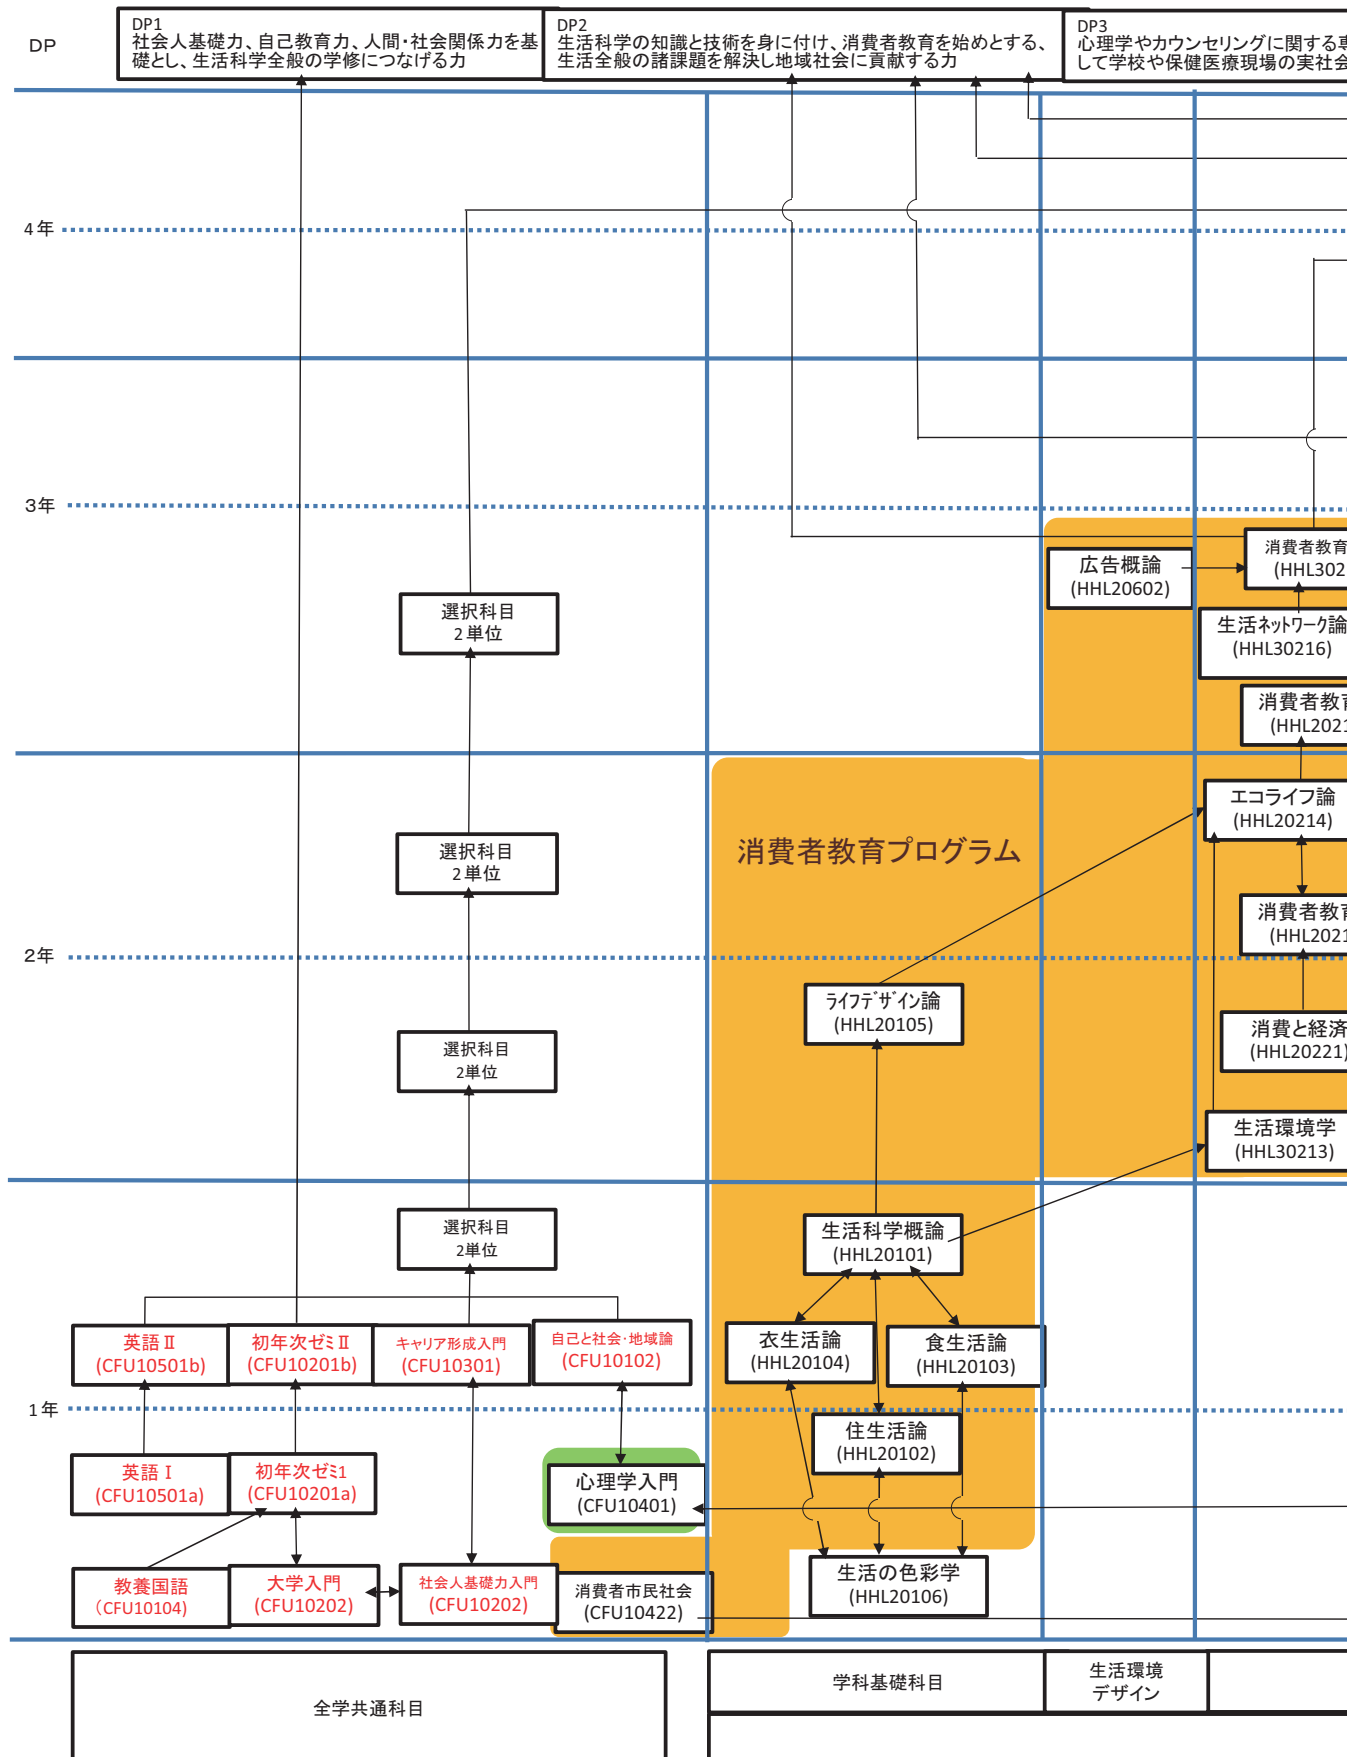 DP
DP1
社会人基礎力、自己教育力、人間・社会関係力を基
礎とし、生活科学全般の学修につなげる力
DP2
生活科学の知識と技術を身に付け、消費者教育を始めとする、
生活全般の諸課題を解決し地域社会に貢献する力
DP3
心理学やカウンセリングに関する専
して学校や保健医療現場の実社会
4年
3年
広告概論
(HHL20602)
消費者教育
(HHL302
選択科目
2単位
生活ネットワーク論
(HHL30216)
消費者教育
(HHL2021
エコライフ論
(HHL20214)
消費者教育プログラム
選択科目
2単位
消費者教育
(HHL2021
2年
ライフデザイン論
(HHL20105)
消費と経済
(HHL20221)
選択科目
2単位
生活環境学
(HHL30213)
選択科目
2単位
生活科学概論
(HHL20101)
英語Ⅱ
(CFU10501b)
初年次ゼミⅡ
(CFU10201b)
キャリア形成入門
(CFU10301)
自己と社会・地域論
(CFU10102)
衣生活論
(HHL20104)
食生活論
(HHL20103)
1年
住生活論
(HHL20102)
英語Ⅰ
(CFU10501a)
初年次ゼミ1
(CFU10201a)
心理学入門
(CFU10401)
教養国語
（CFU10104)
大学入門
(CFU10202)
社会人基礎力入門
(CFU10202)
消費者市民社会
(CFU10422)
生活の色彩学
(HHL20106)
全学共通科目
学科基礎科目
生活環境
デザイン